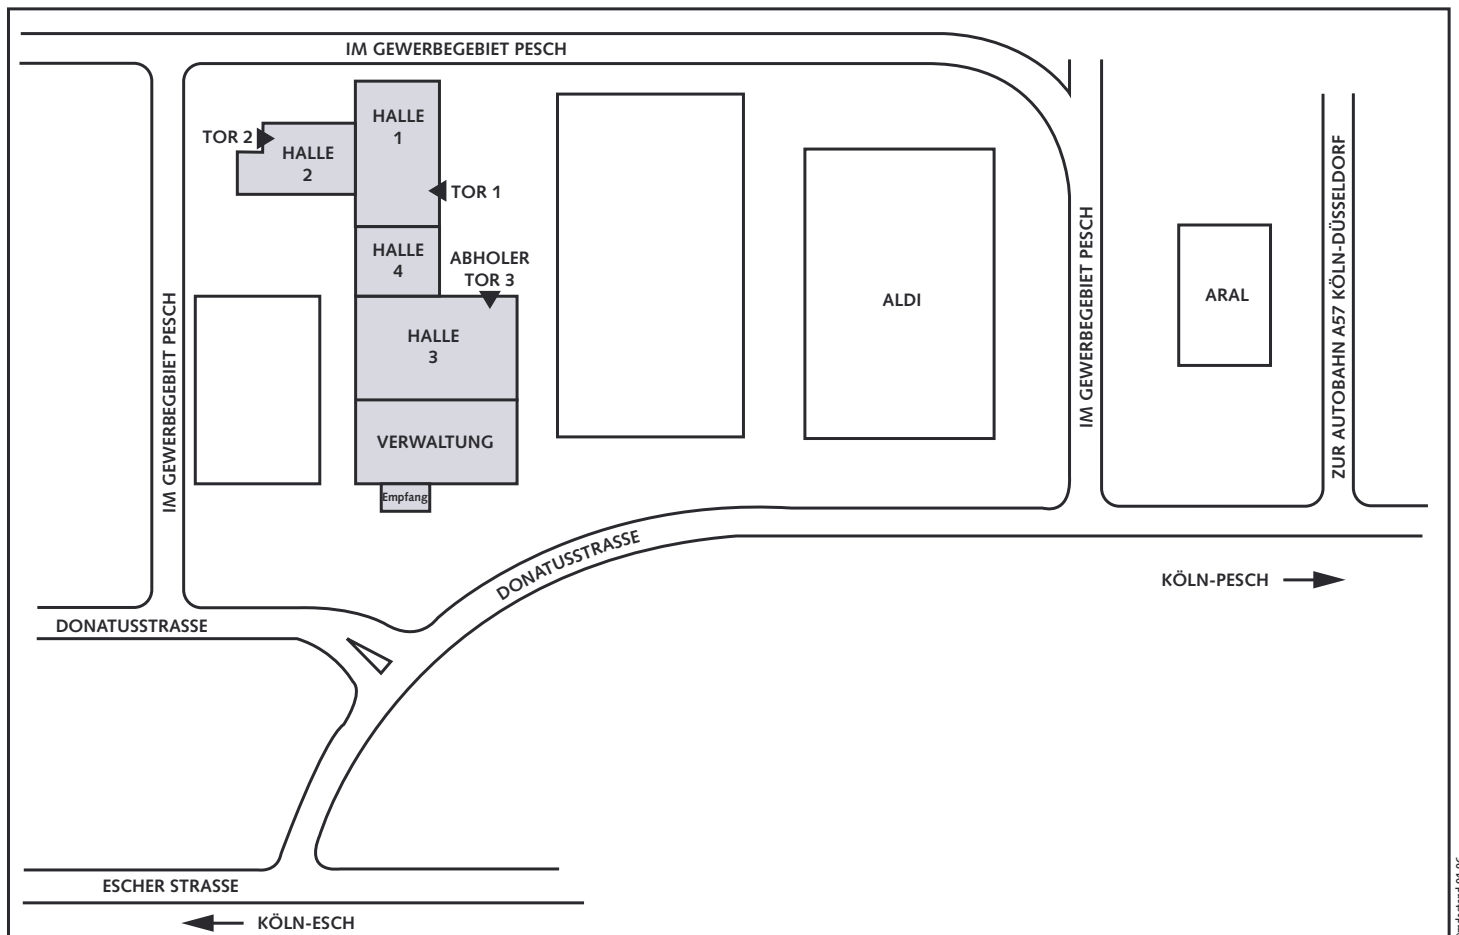 IM GEWERBEGEBIET PESCH
HALLE
1
TOR 2
HALLE
2
TOR 1
HALLE
4
ABHOLER
TOR 3
HALLE
3
VERWALTUNG
Empfang
IM GEWERBEGEBIET PESCH
ALDI
IM GEWERBEGEBIET PESCH
ARAL
ZUR AUTOBAHN A57 KÖLN-DÜSSELDORF
DONATUSSTRASSE
KÖLN-PESCH
DONATUSSTRASSE
ESCHER STRASSE
KÖLN-ESCH